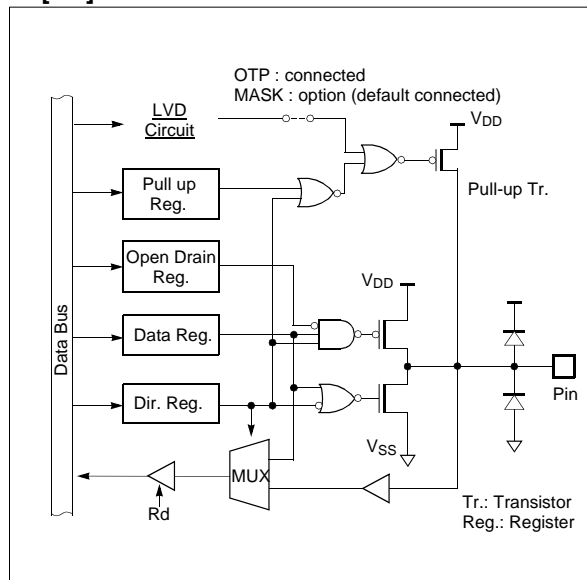 OTP : connected
MASK : option (default connected)
LVD
Circuit
VDD
Pull up
Reg.
Pull-up Tr.
Open Drain
Reg.
VDD
Data Bus
Data Reg.
Dir. Reg.
Pin
VSS
MUX
Rd
Tr.: Transistor
Reg.: Register